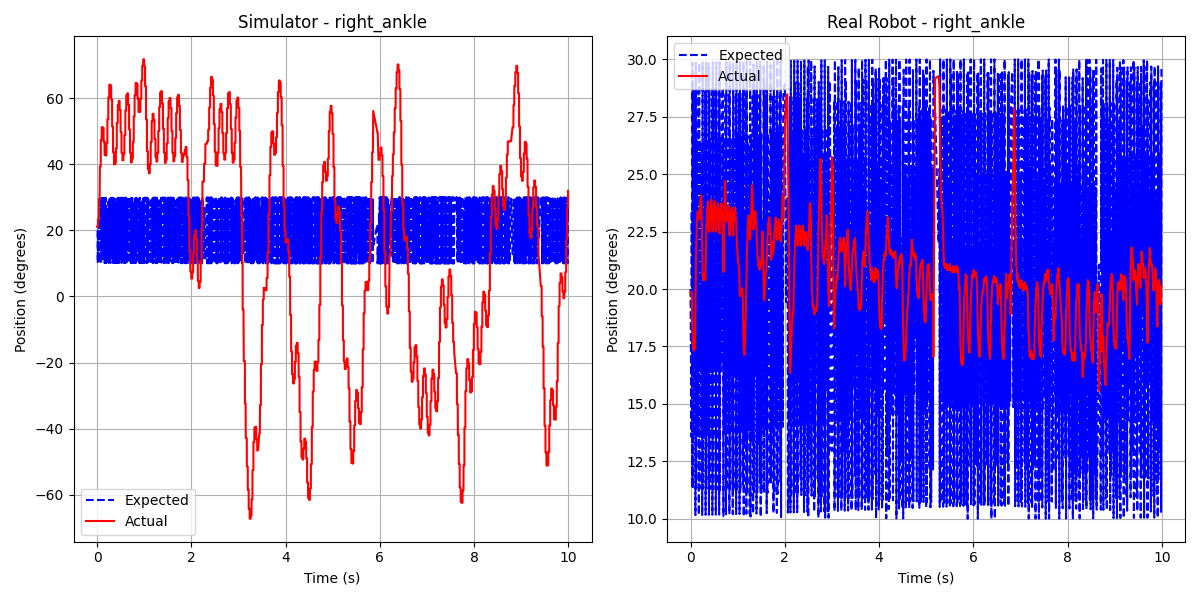 Simulator - right_ankle
Position (degrees)
60
40
20
0
−20
−40
−60
Expected
Actual
0 2 4 6 8 10
Time (s)
Real Robot - right_ankle
Position (degrees)
30.0
27.5
25.0
22.5
20.0
17.5
15.0
12.5
10.0
Expected
Actual
0 2 4 6 8 10
Time (s)